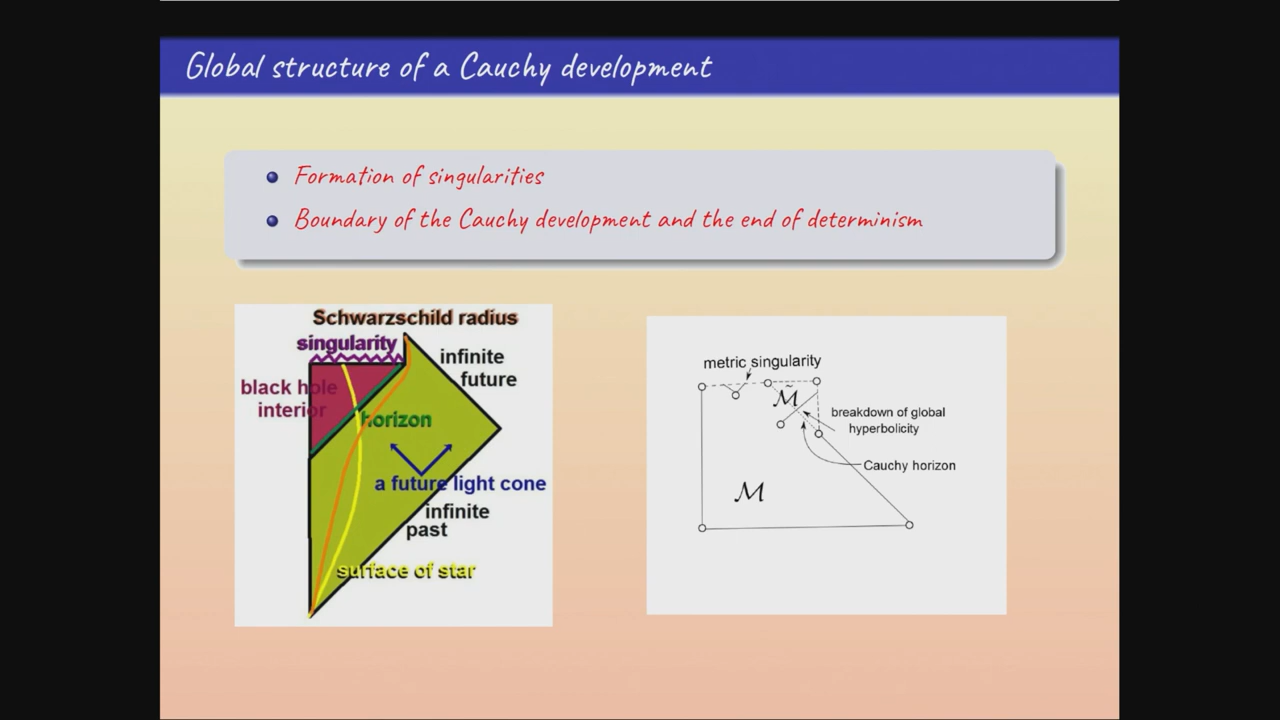 Global structure of a Cauchy development
Formation of singularities
Boundary of the Cauchy development and the end of determinism
Schwarzschild radius
singularity
infinite
future
black hole
interior
horizon
a future light cone
infinite
past
surface of star
metric singularity
M̃
breakdown of global
hyperbolicity
Cauchy horizon
M